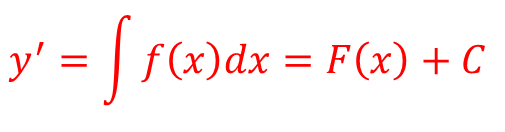 y′ = ∫ f(x)dx = F(x) + C